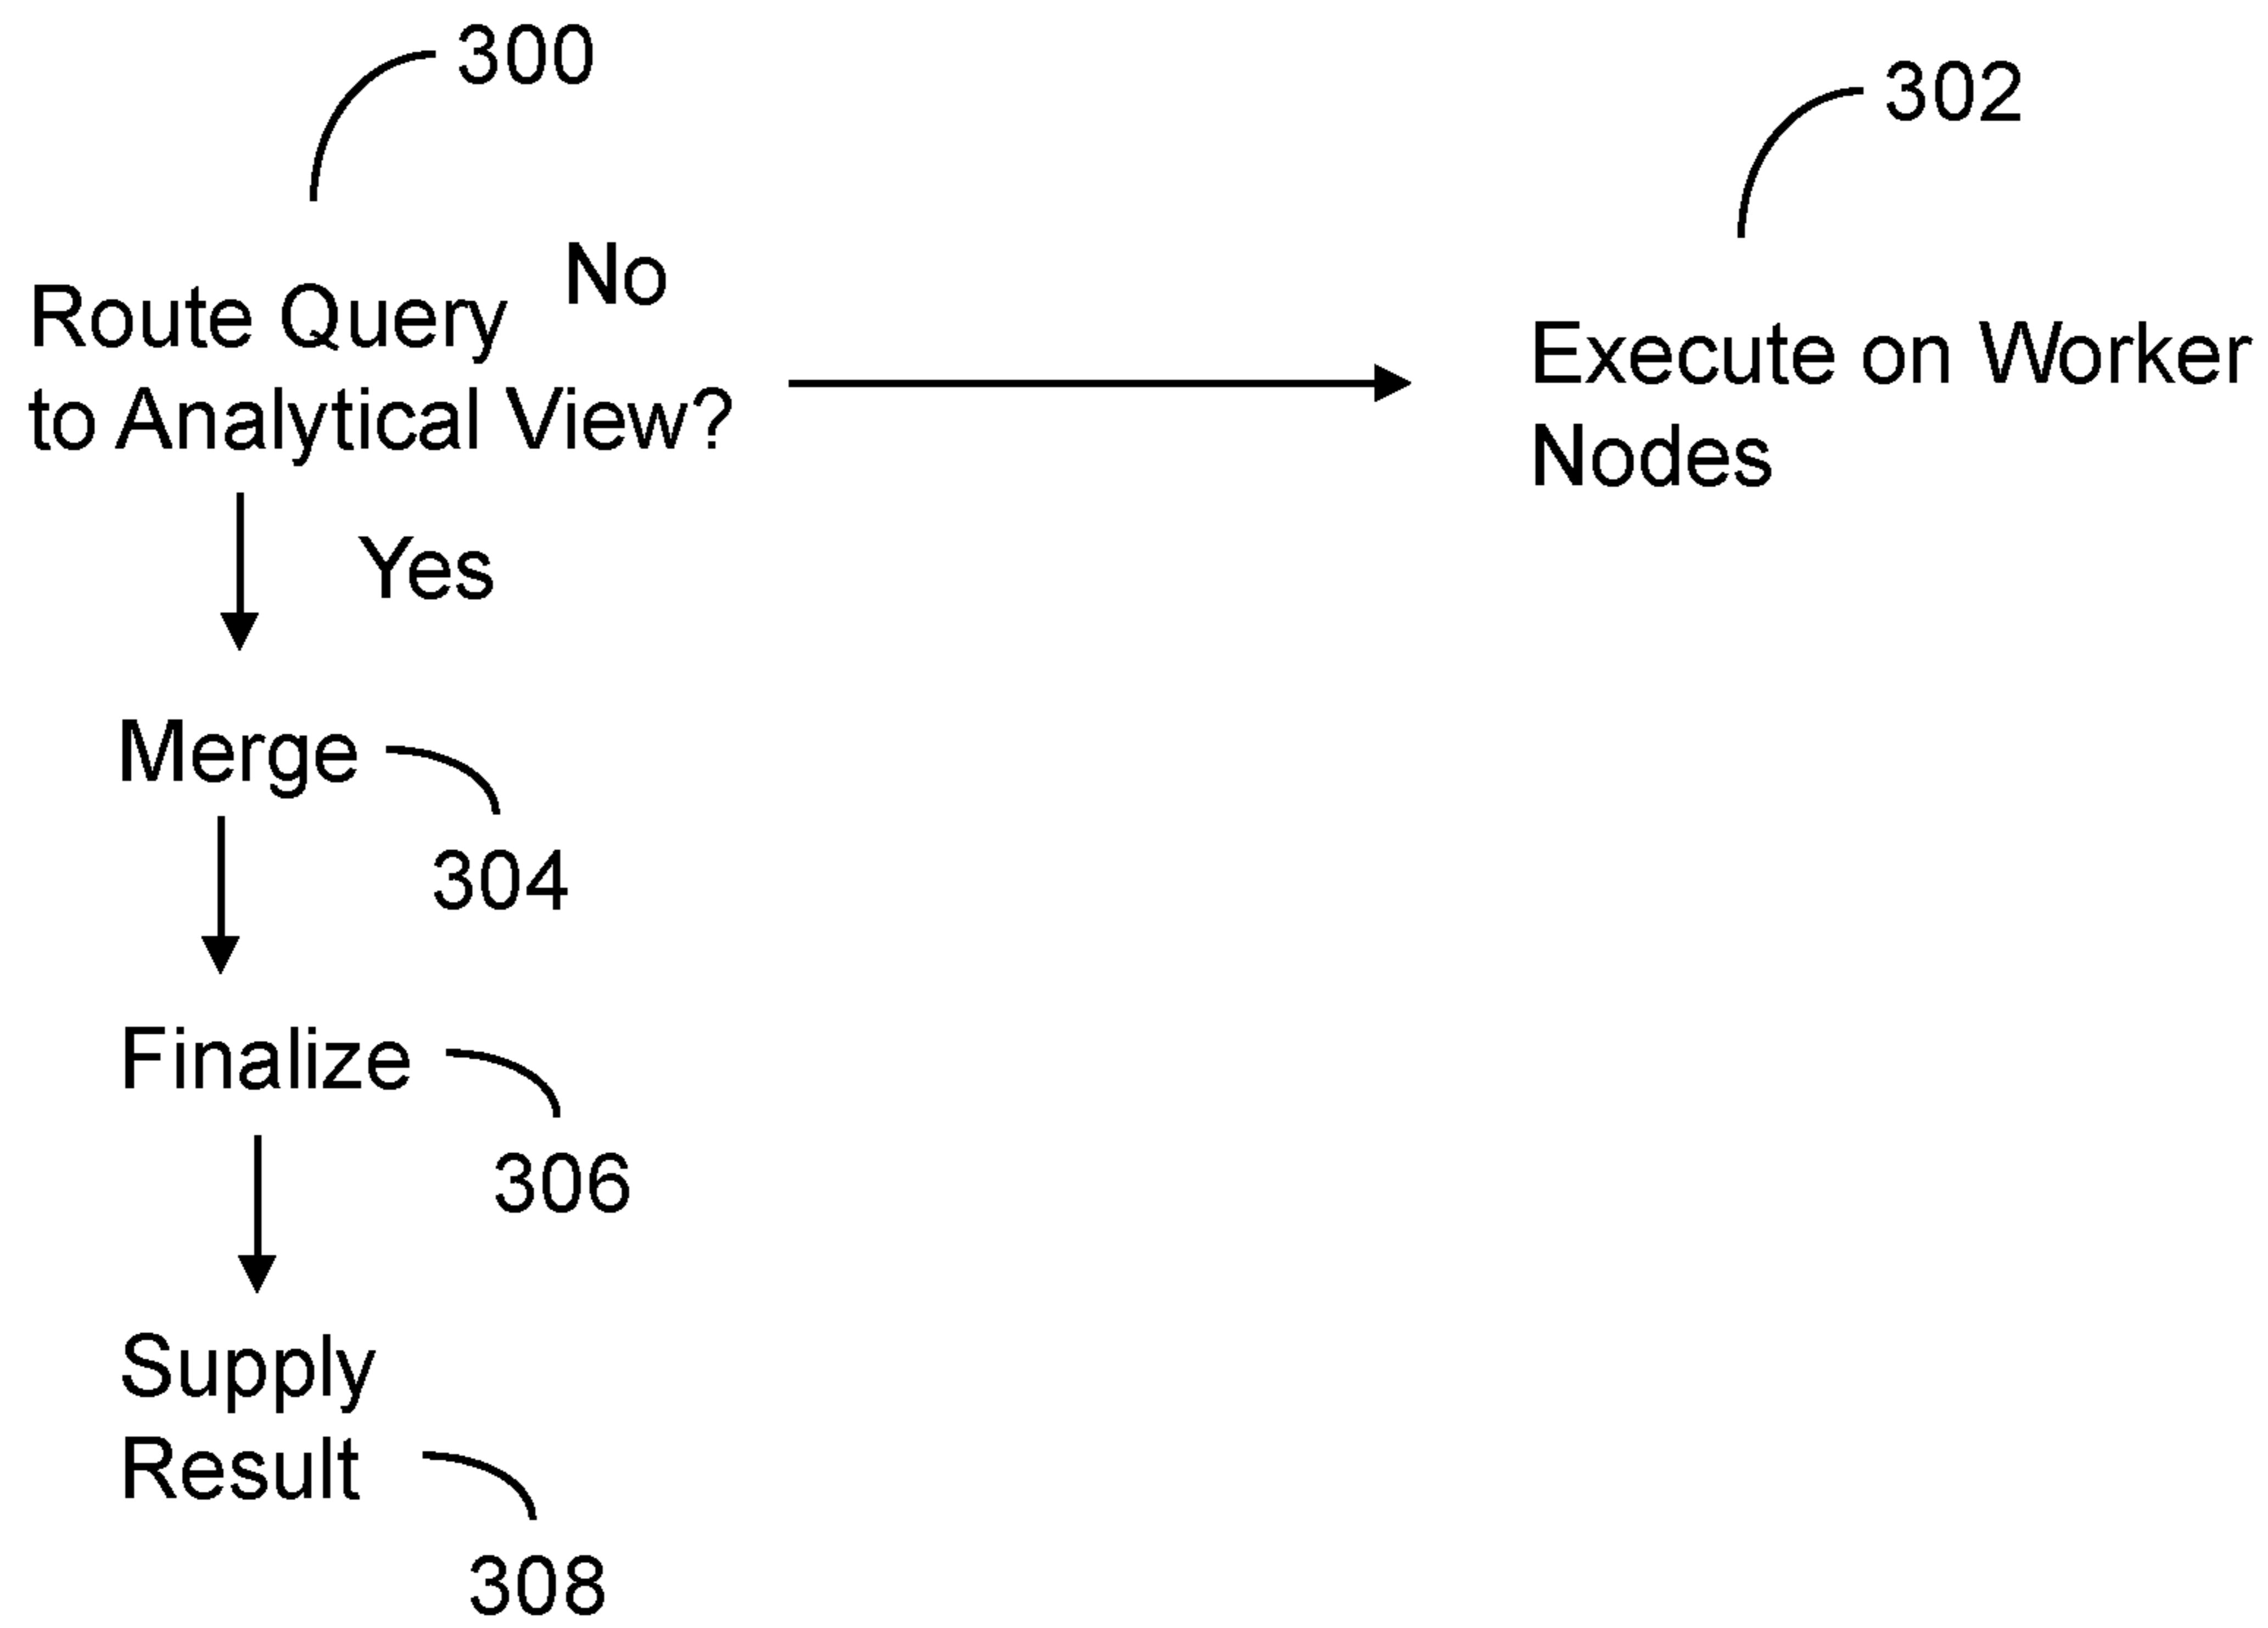 300
302
No
Route Query
to Analytical View?
Execute on Worker
Nodes
Yes
Merge
304
Finalize
306
Supply
Result
308